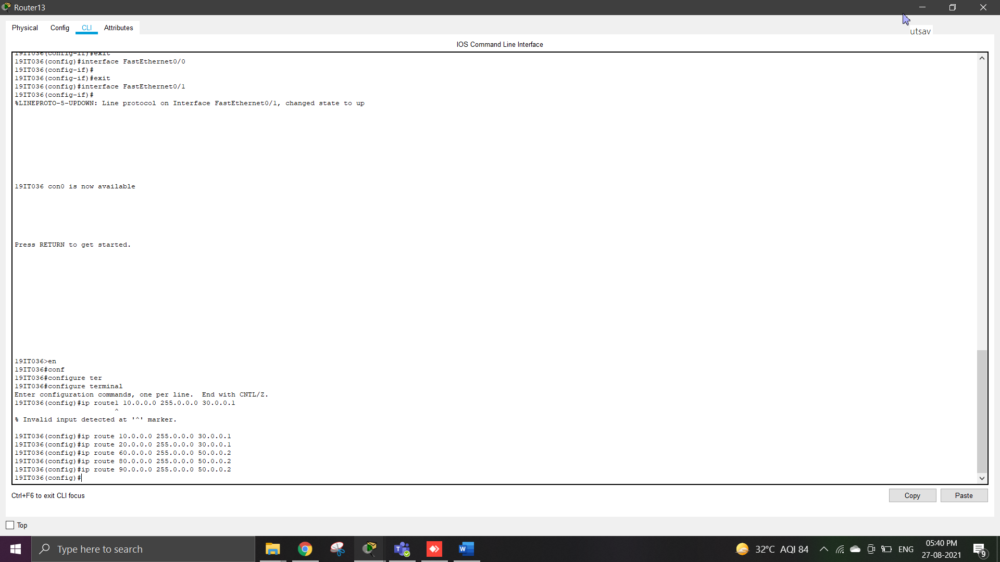 Router13
Physical Config CLI Attributes
utsav
IOS Command Line Interface
19IT036(config-if)#exit
19IT036(config)#interface FastEthernet0/0
19IT036(config-if)#
19IT036(config-if)#exit
19IT036(config)#interface FastEthernet0/1
19IT036(config-if)#
%LINEPROTO-5-UPDOWN: Line protocol on Interface FastEthernet0/1, changed state to up
19IT036 con0 is now available
Press RETURN to get started.
19IT036>en
19IT036#conf
19IT036#configure ter
19IT036#configure terminal
Enter configuration commands, one per line.  End with CNTL/Z.
19IT036(config)#ip route1 10.0.0.0 255.0.0.0 30.0.0.1
^
% Invalid input detected at '^' marker.
19IT036(config)#ip route 10.0.0.0 255.0.0.0 30.0.0.1
19IT036(config)#ip route 20.0.0.0 255.0.0.0 30.0.0.1
19IT036(config)#ip route 60.0.0.0 255.0.0.0 50.0.0.2
19IT036(config)#ip route 80.0.0.0 255.0.0.0 50.0.0.2
19IT036(config)#ip route 90.0.0.0 255.0.0.0 50.0.0.2
19IT036(config)#
Ctrl+F6 to exit CLI focus
Copy Paste
Top
Type here to search
32°C AQI 84
ENG
05:40 PM
27-08-2021
9